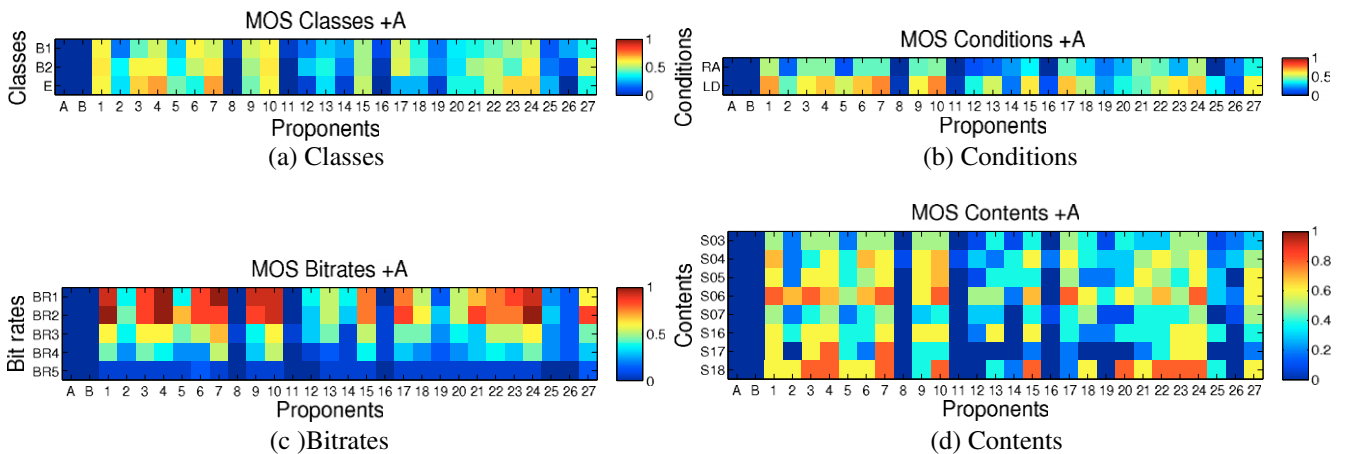 MOS Classes +A
Classes
B1
B2
E
1
0.5
0
A B 1 2 3 4 5 6 7 8 9 10 11 12 13 14 15 16 17 18 19 20 21 22 23 24 25 26 27
Proponents
(a) Classes
MOS Conditions +A
Conditions
RA
LD
1
0.5
0
A B 1 2 3 4 5 6 7 8 9 10 11 12 13 14 15 16 17 18 19 20 21 22 23 24 25 26 27
Proponents
(b) Conditions
MOS Bitrates +A
Bit rates
BR1
BR2
BR3
BR4
BR5
1
0.5
0
A B 1 2 3 4 5 6 7 8 9 10 11 12 13 14 15 16 17 18 19 20 21 22 23 24 25 26 27
Proponents
(c )Bitrates
MOS Contents +A
Contents
S03
S04
S05
S06
S07
S16
S17
S18
1
0.8
0.6
0.4
0.2
0
A B 1 2 3 4 5 6 7 8 9 10 11 12 13 14 15 16 17 18 19 20 21 22 23 24 25 26 27
Proponents
(d) Contents